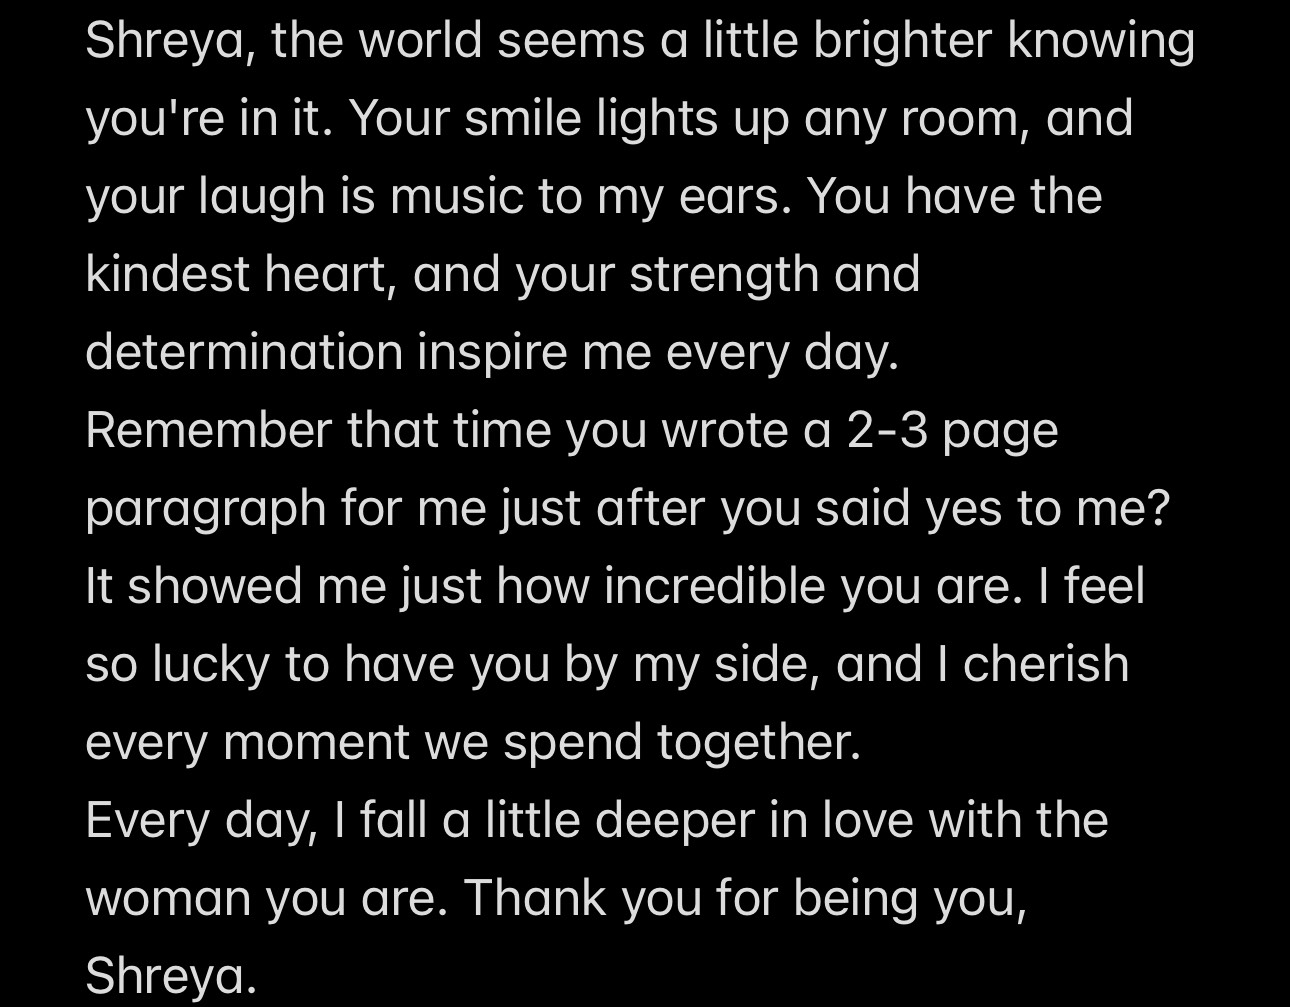 Shreya, the world seems a little brighter knowing
you're in it. Your smile lights up any room, and
your laugh is music to my ears. You have the
kindest heart, and your strength and
determination inspire me every day.
Remember that time you wrote a 2-3 page
paragraph for me just after you said yes to me?
It showed me just how incredible you are. I feel
so lucky to have you by my side, and I cherish
every moment we spend together.
Every day, I fall a little deeper in love with the
woman you are. Thank you for being you,
Shreya.